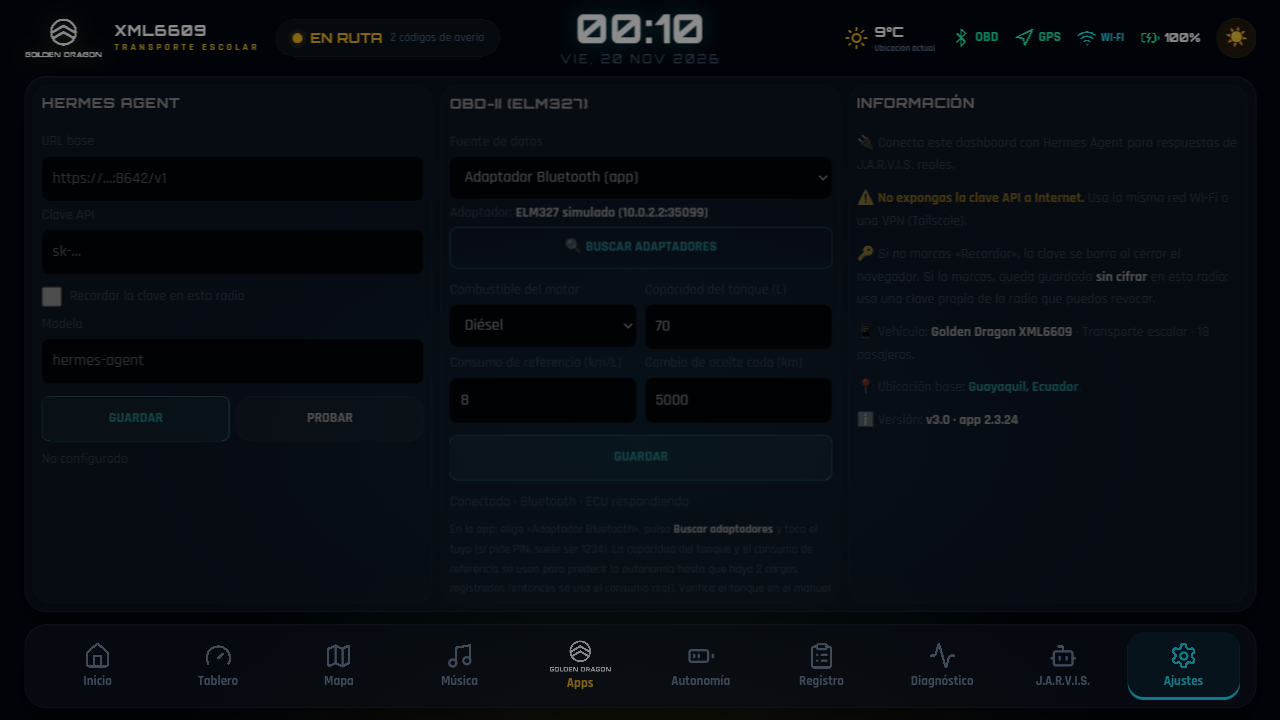 GOLDEN DRAGON
XML6609
TRANSPORTE ESCOLAR
EN RUTA 2 códigos de avería
00:10
VIE, 20 NOV 2026
9°C
Ubicación actual
OBD
GPS
WI-FI
100%
HERMES AGENT
URL base
https://...:8642/v1
Clave API
sk-...
Recordar la clave en esta radio
Modelo
hermes-agent
GUARDAR
PROBAR
No configurado
OBD-II (ELM327)
Fuente de datos
Adaptador Bluetooth (app)
Adaptador: ELM327 simulado (10.0.2.2:35099)
🔍 BUSCAR ADAPTADORES
Combustible del motor
Capacidad del tanque (L)
Diésel
70
Consumo de referencia (km/L)
Cambio de aceite cada (km)
8
5000
GUARDAR
Conectado · Bluetooth · ECU respondiendo
En la app: elige «Adaptador Bluetooth», pulsa Buscar adaptadores y toca el
tuyo (si pide PIN, suele ser 1234). La capacidad del tanque y el consumo de
referencia se usan para predecir la autonomía hasta que haya 2 cargas
registradas (entonces se usa el consumo real). Verifica el tanque en el manual
INFORMACIÓN
🔌 Conecta este dashboard con Hermes Agent para respuestas de
J.A.R.V.I.S. reales.
⚠️ No expongas la clave API a Internet. Usa la misma red Wi-Fi o
una VPN (Tailscale).
🔑 Si no marcas «Recordar», la clave se borra al cerrar el
navegador. Si la marcas, queda guardada sin cifrar en esta radio:
usa una clave propia de la radio que puedas revocar.
📱 Vehículo: Golden Dragon XML6609 · Transporte escolar · 18
pasajeros.
📍 Ubicación base: Guayaquil, Ecuador.
ℹ️ Versión: v3.0 · app 2.3.24
Inicio
Tablero
Mapa
Música
GOLDEN DRAGON
Apps
Autonomía
Registro
Diagnóstico
J.A.R.V.I.S.
Ajustes